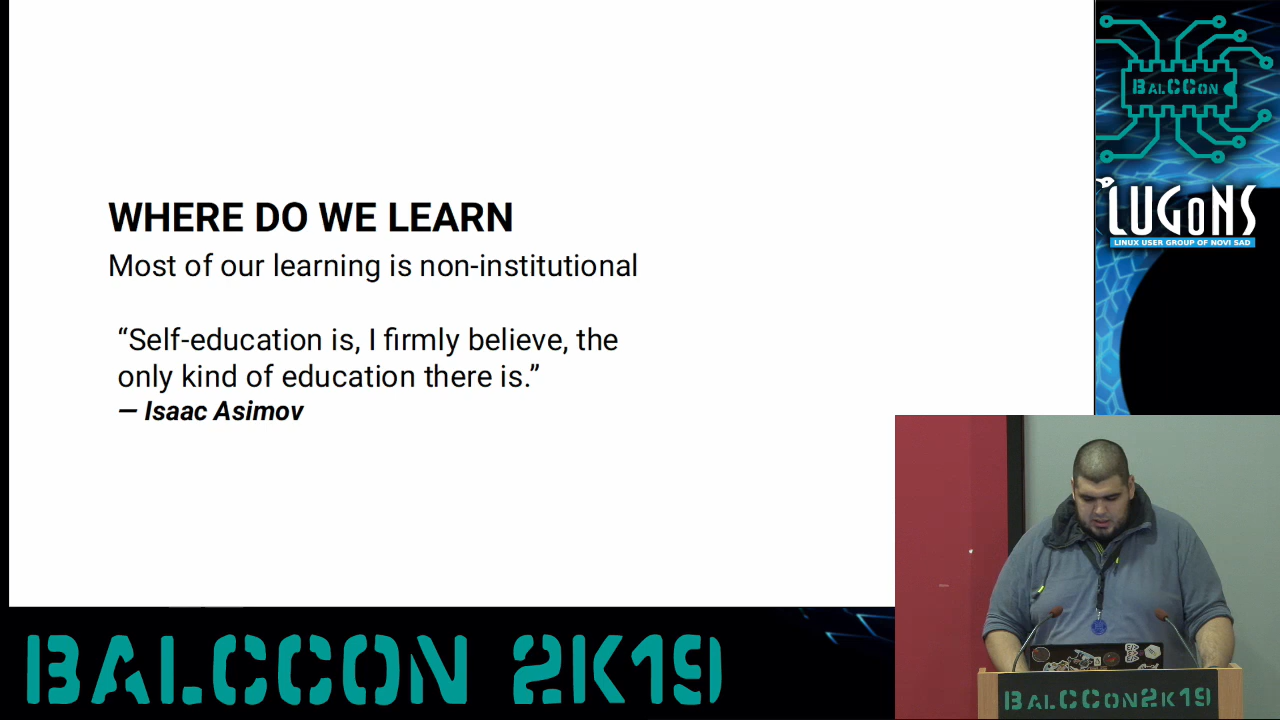 WHERE DO WE LEARN
Most of our learning is non-institutional
“Self-education is, I firmly believe, the
only kind of education there is.”
— Isaac Asimov
BALCCON
LUGONS
LINUX USER GROUP OF NOVI SAD
BALCCON 2K19
BALCCON2K19